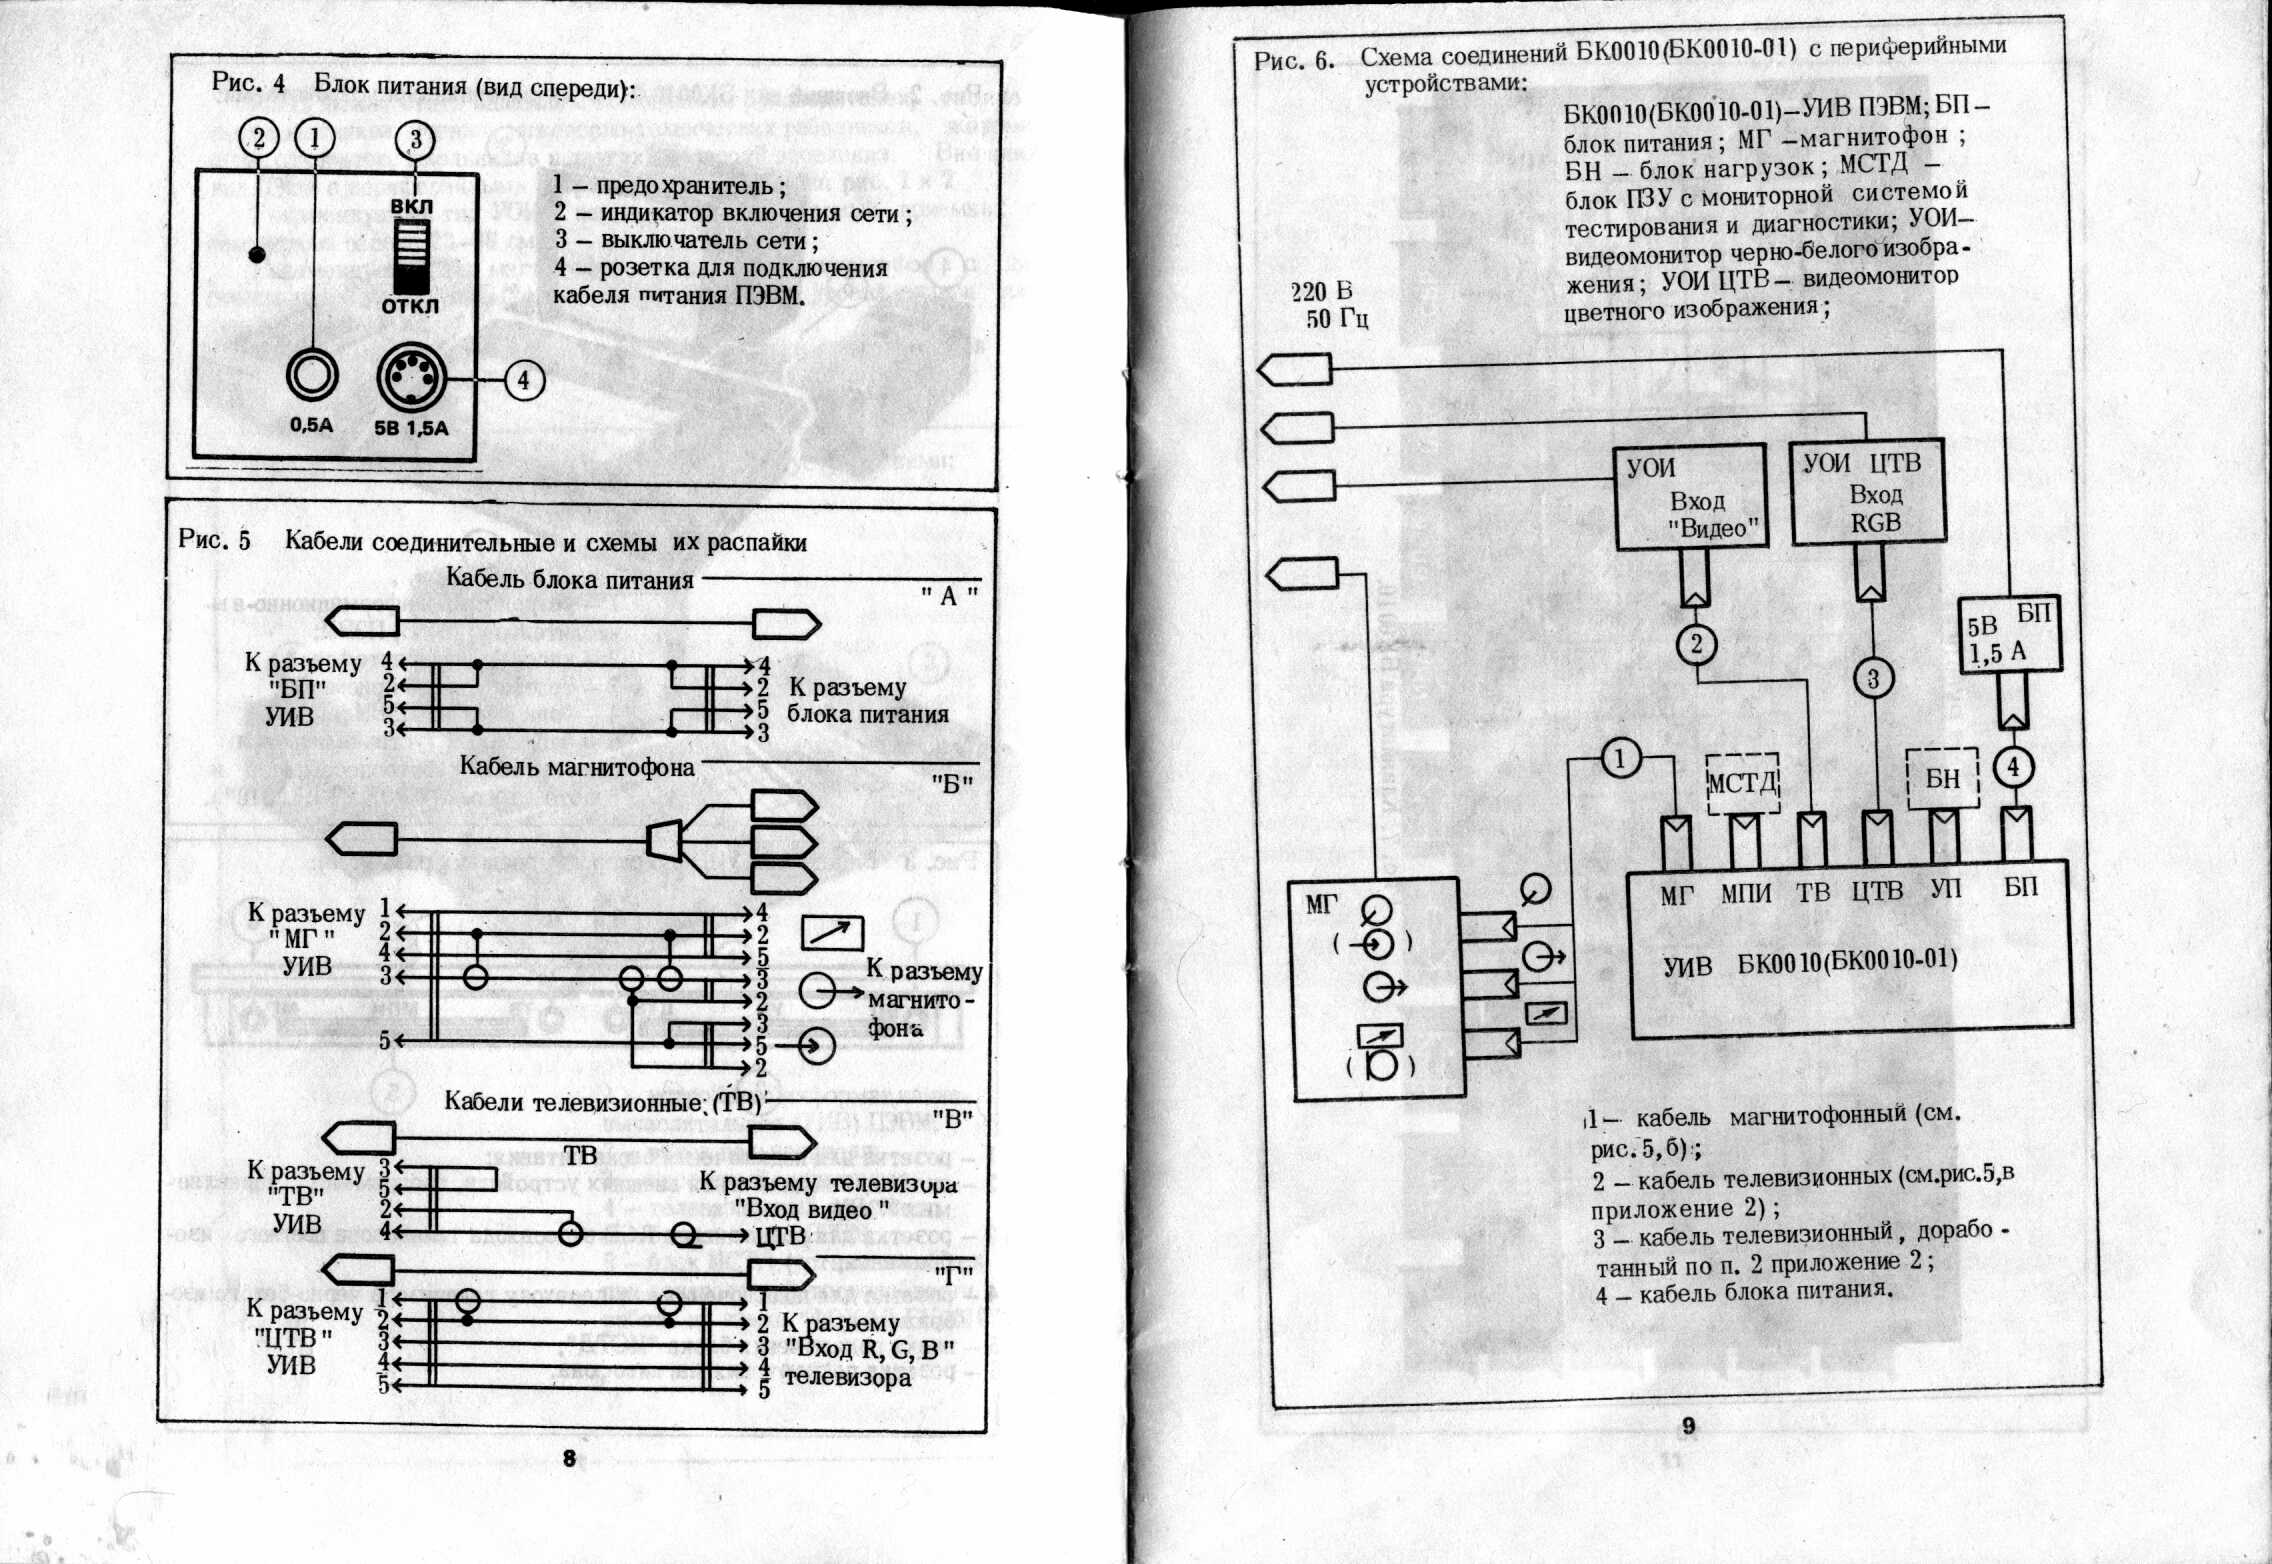 Рис. 4 Блок питания (вид спереди):
2 1 3
ВКЛ
ОТКЛ
4
0,5А 5В 1,5А
1 – предохранитель;
2 – индикатор включения сети;
3 – выключатель сети;
4 – розетка для подключения
кабеля питания ПЭВМ.
Рис. 5 Кабели соединительные и схемы их распайки
Кабель блока питания
"А"
К разъему
"БП"
УИВ
4
2
5
3
4
2
5
3
К разъему
блока питания
Кабель магнитофона
"Б"
К разъему
"МГ"
УИВ
1
2
4
3
5
4
2
5
3
2
3
5
2
К разъему
магнито-
фона
Кабели телевизионные: (ТВ)
"В"
ТВ
К разъему
"ТВ"
УИВ
3
5
2
4
К разъему телевизора
"Вход видео"
ЦТВ
"Г"
К разъему
"ЦТВ"
УИВ
1
2
3
4
5
1
2
3
4
5
К разъему
"Вход R, G, B"
телевизора
8
Рис. 6. Схема соединений БК0010(БК0010-01) с периферийными
устройствами:
БК0010(БК0010-01)–УИВ ПЭВМ; БП –
блок питания; МГ –магнитофон ;
БН – блок нагрузок; МСТД –
блок ПЗУ с мониторной системой
тестирования и диагностики; УОИ–
видеомонитор черно-белого изобра-
жения; УОИ ЦТВ – видеомонитор
цветного изображения;
220 В
50 Гц
УОИ
Вход
"Видео"
УОИ ЦТВ
Вход
RGB
2
3
БП
5В
1,5 А
1
МСТД
БН
4
МГ МПИ ТВ ЦТВ УП БП
УИВ БК0010(БК0010-01)
МГ
1 – кабель магнитофонный (см.
рис. 5,б) ;
2 – кабель телевизионных (см.рис.5,в
приложение 2) ;
3 – кабель телевизионный, дорабо -
танный по п. 2 приложение 2 ;
4 – кабель блока питания.
9